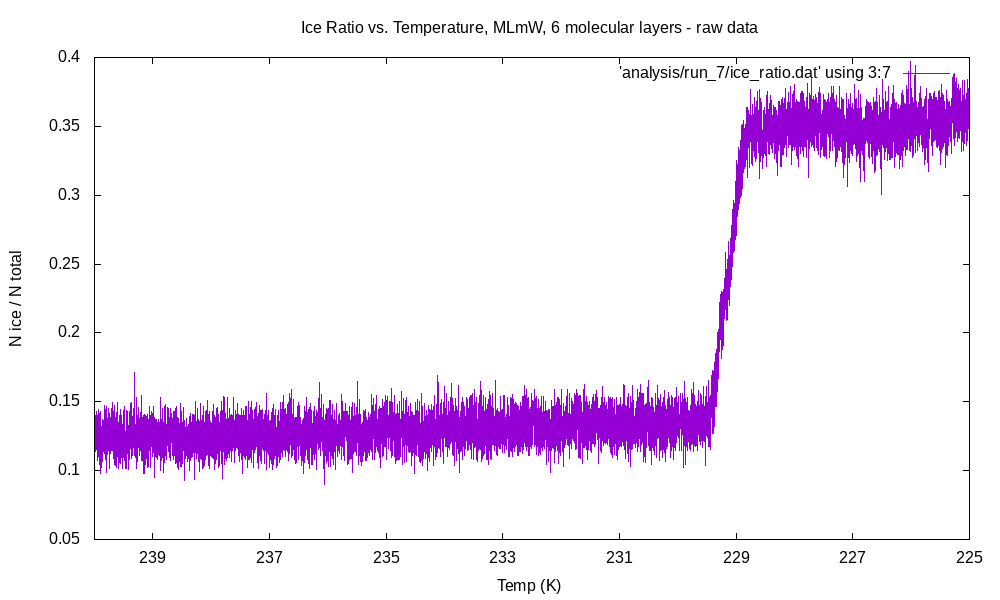 Ice Ratio vs. Temperature, MLmW, 6 molecular layers - raw data
'analysis/run_7/ice_ratio.dat' using 3:7
0.4
0.35
0.3
0.25
0.2
0.15
0.1
0.05
N ice / N total
239 237 235 233 231 229 227 225
Temp (K)